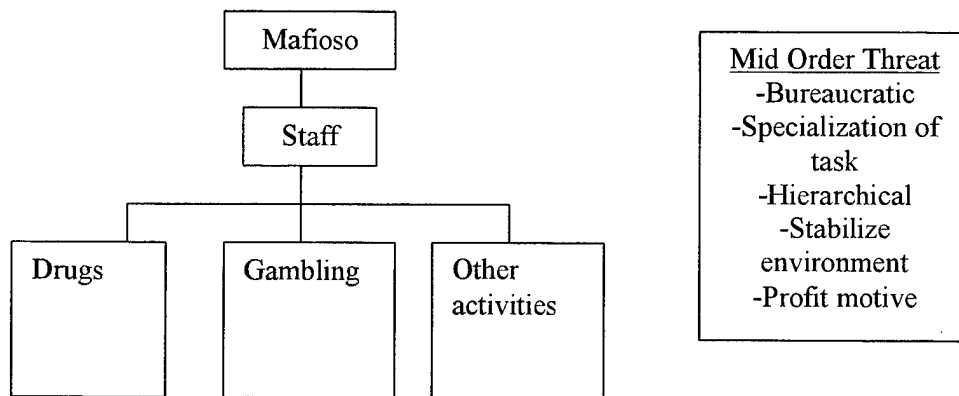 Mafioso
Staff
Drugs
Gambling
Other
activities
Mid Order Threat
-Bureaucratic
-Specialization of
task
-Hierarchical
-Stabilize
environment
-Profit motive